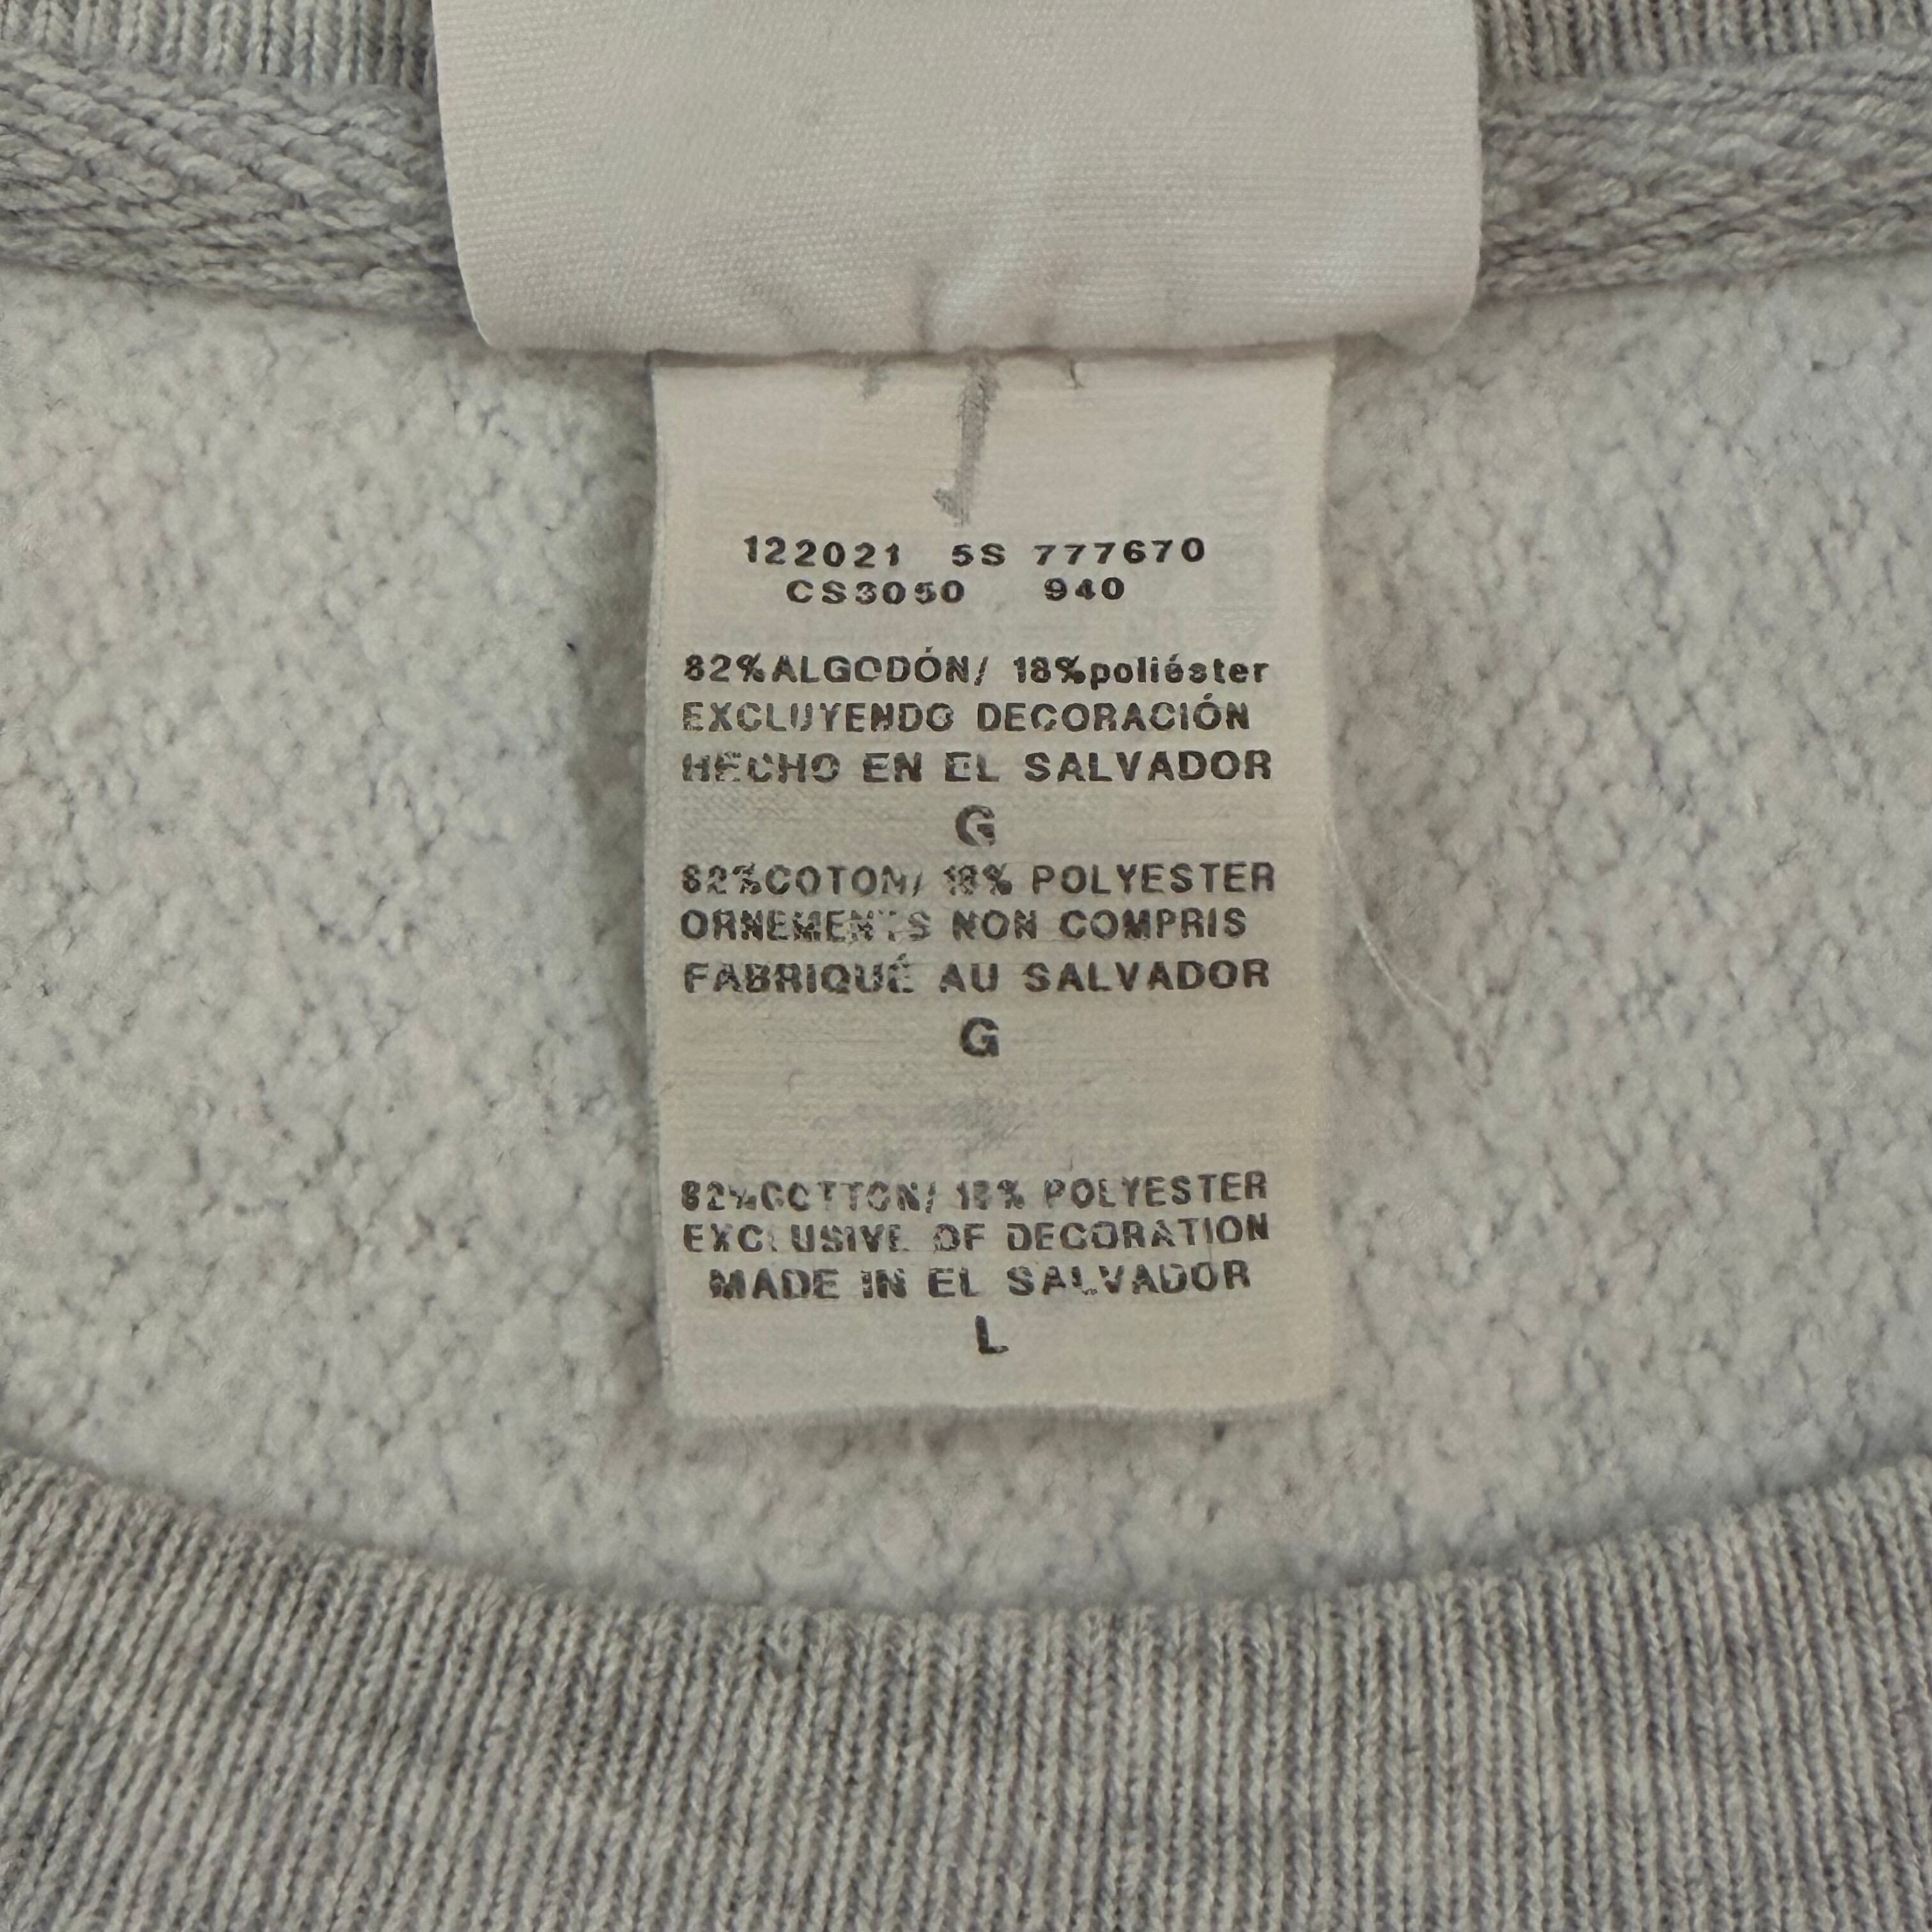 122021 5S 777670
CS3050 940
82%ALGODÓN/ 18%poliéster
EXCLUYENDO DECORACIÓN
HECHO EN EL SALVADOR
G
82%COTON/ 18% POLYESTER
ORNEMENTS NON COMPRIS
FABRIQUÉ AU SALVADOR
G
82%COTTON/ 18% POLYESTER
EXCLUSIVE OF DECORATION
MADE IN EL SALVADOR
L